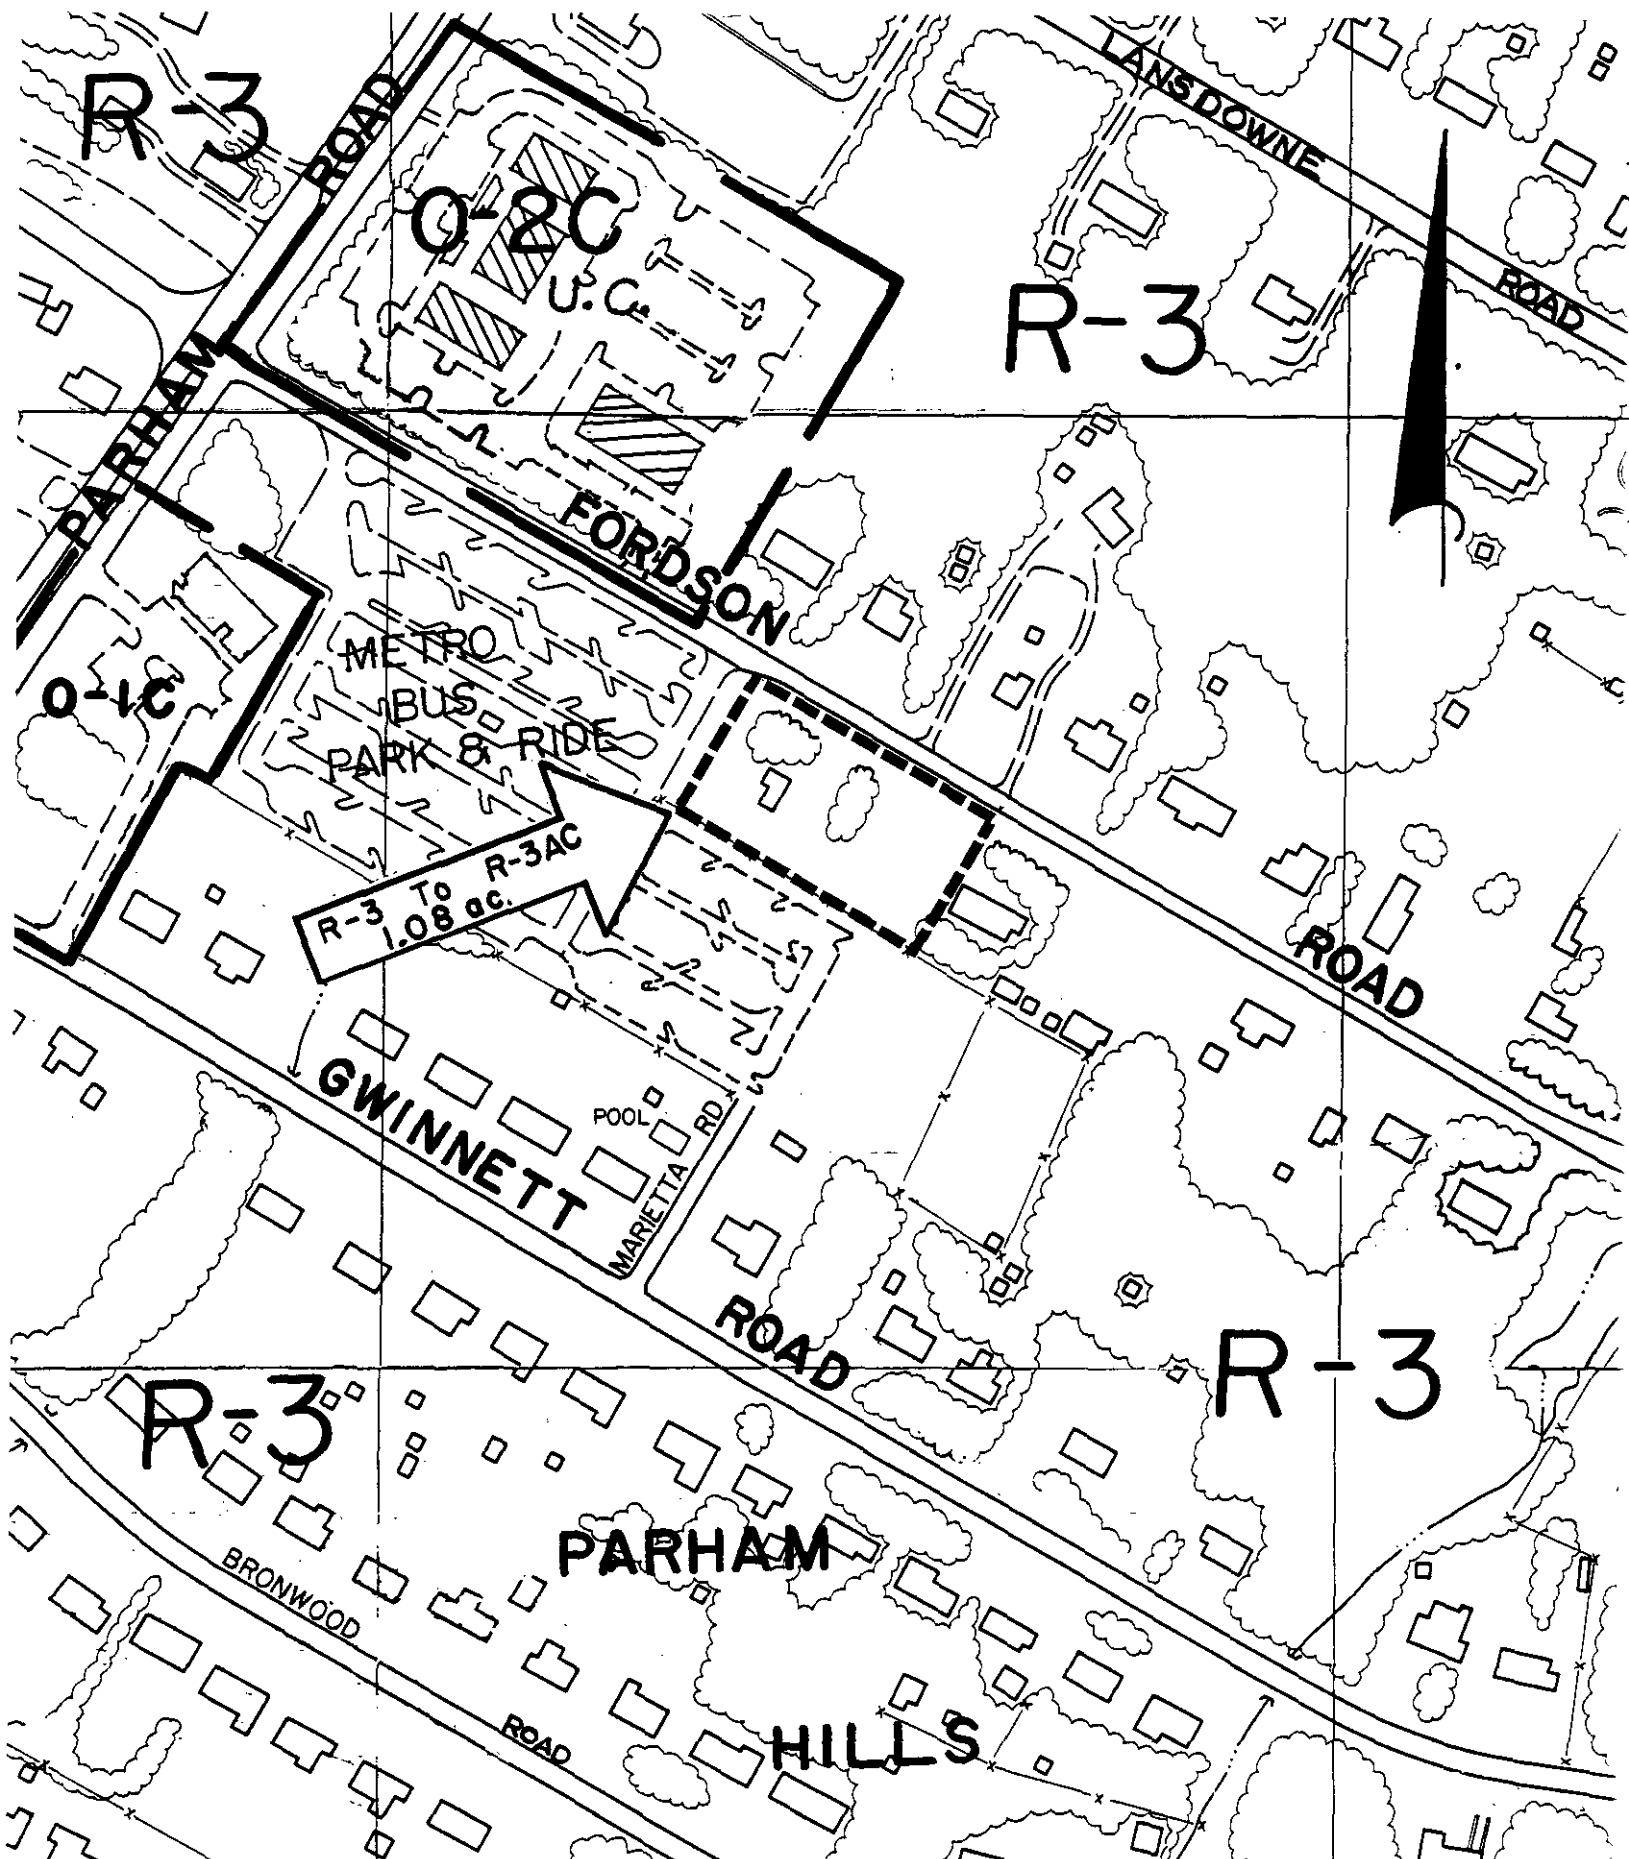 LANSDOWNE
ROAD
R-3
PARHAM
ROAD
O-2C
U.C.
R-3
FORDSON
ROAD
METRO
BUS
PARK & RIDE
O-1C
R-3 To R-3AC
1.08 ac.
GWINNETT
ROAD
POOL
MARIETTA RD
R-3
R-3
PARHAM
HILLS
BRONWOOD
ROAD